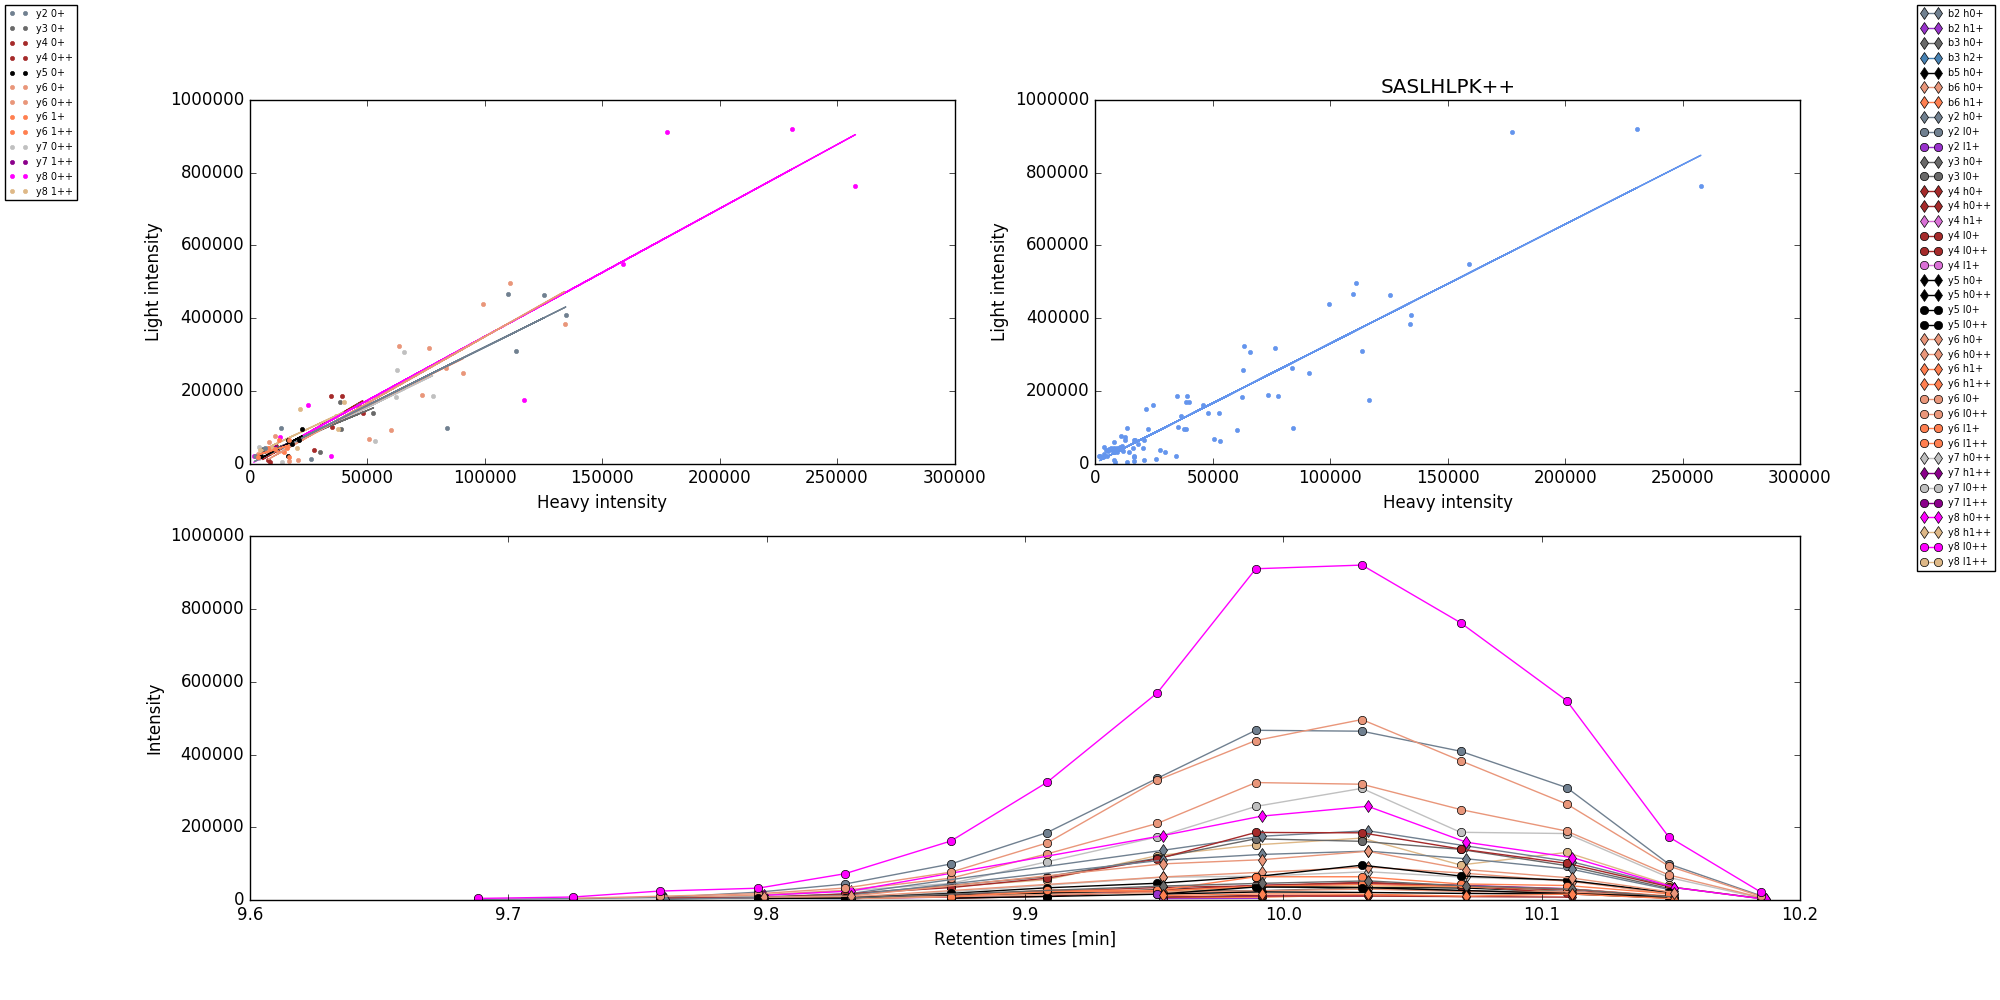 y2 0+
y3 0+
y4 0+
y4 0++
y5 0+
y6 0+
y6 0++
y6 1+
y6 1++
y7 0++
y7 1++
y8 0++
y8 1++
1000000
800000
600000
400000
200000
0
Light intensity
0 50000 100000 150000 200000 250000 300000
Heavy intensity
SASLHLPK++
1000000
800000
600000
400000
200000
0
Light intensity
0 50000 100000 150000 200000 250000 300000
Heavy intensity
b2 h0+
b2 h1+
b3 h0+
b3 h2+
b5 h0+
b6 h0+
b6 h1+
y2 h0+
y2 l0+
y2 l1+
y3 h0+
y3 l0+
y4 h0+
y4 h0++
y4 h1+
y4 l0+
y4 l0++
y4 l1+
y5 h0+
y5 h0++
y5 l0+
y5 l0++
y6 h0+
y6 h0++
y6 h1+
y6 h1++
y6 l0+
y6 l0++
y6 l1+
y6 l1++
y7 h0++
y7 h1++
y7 l0++
y7 l1++
y8 h0++
y8 h1++
y8 l0++
y8 l1++
1000000
800000
600000
400000
200000
0
Intensity
9.6 9.7 9.8 9.9 10.0 10.1 10.2
Retention times [min]